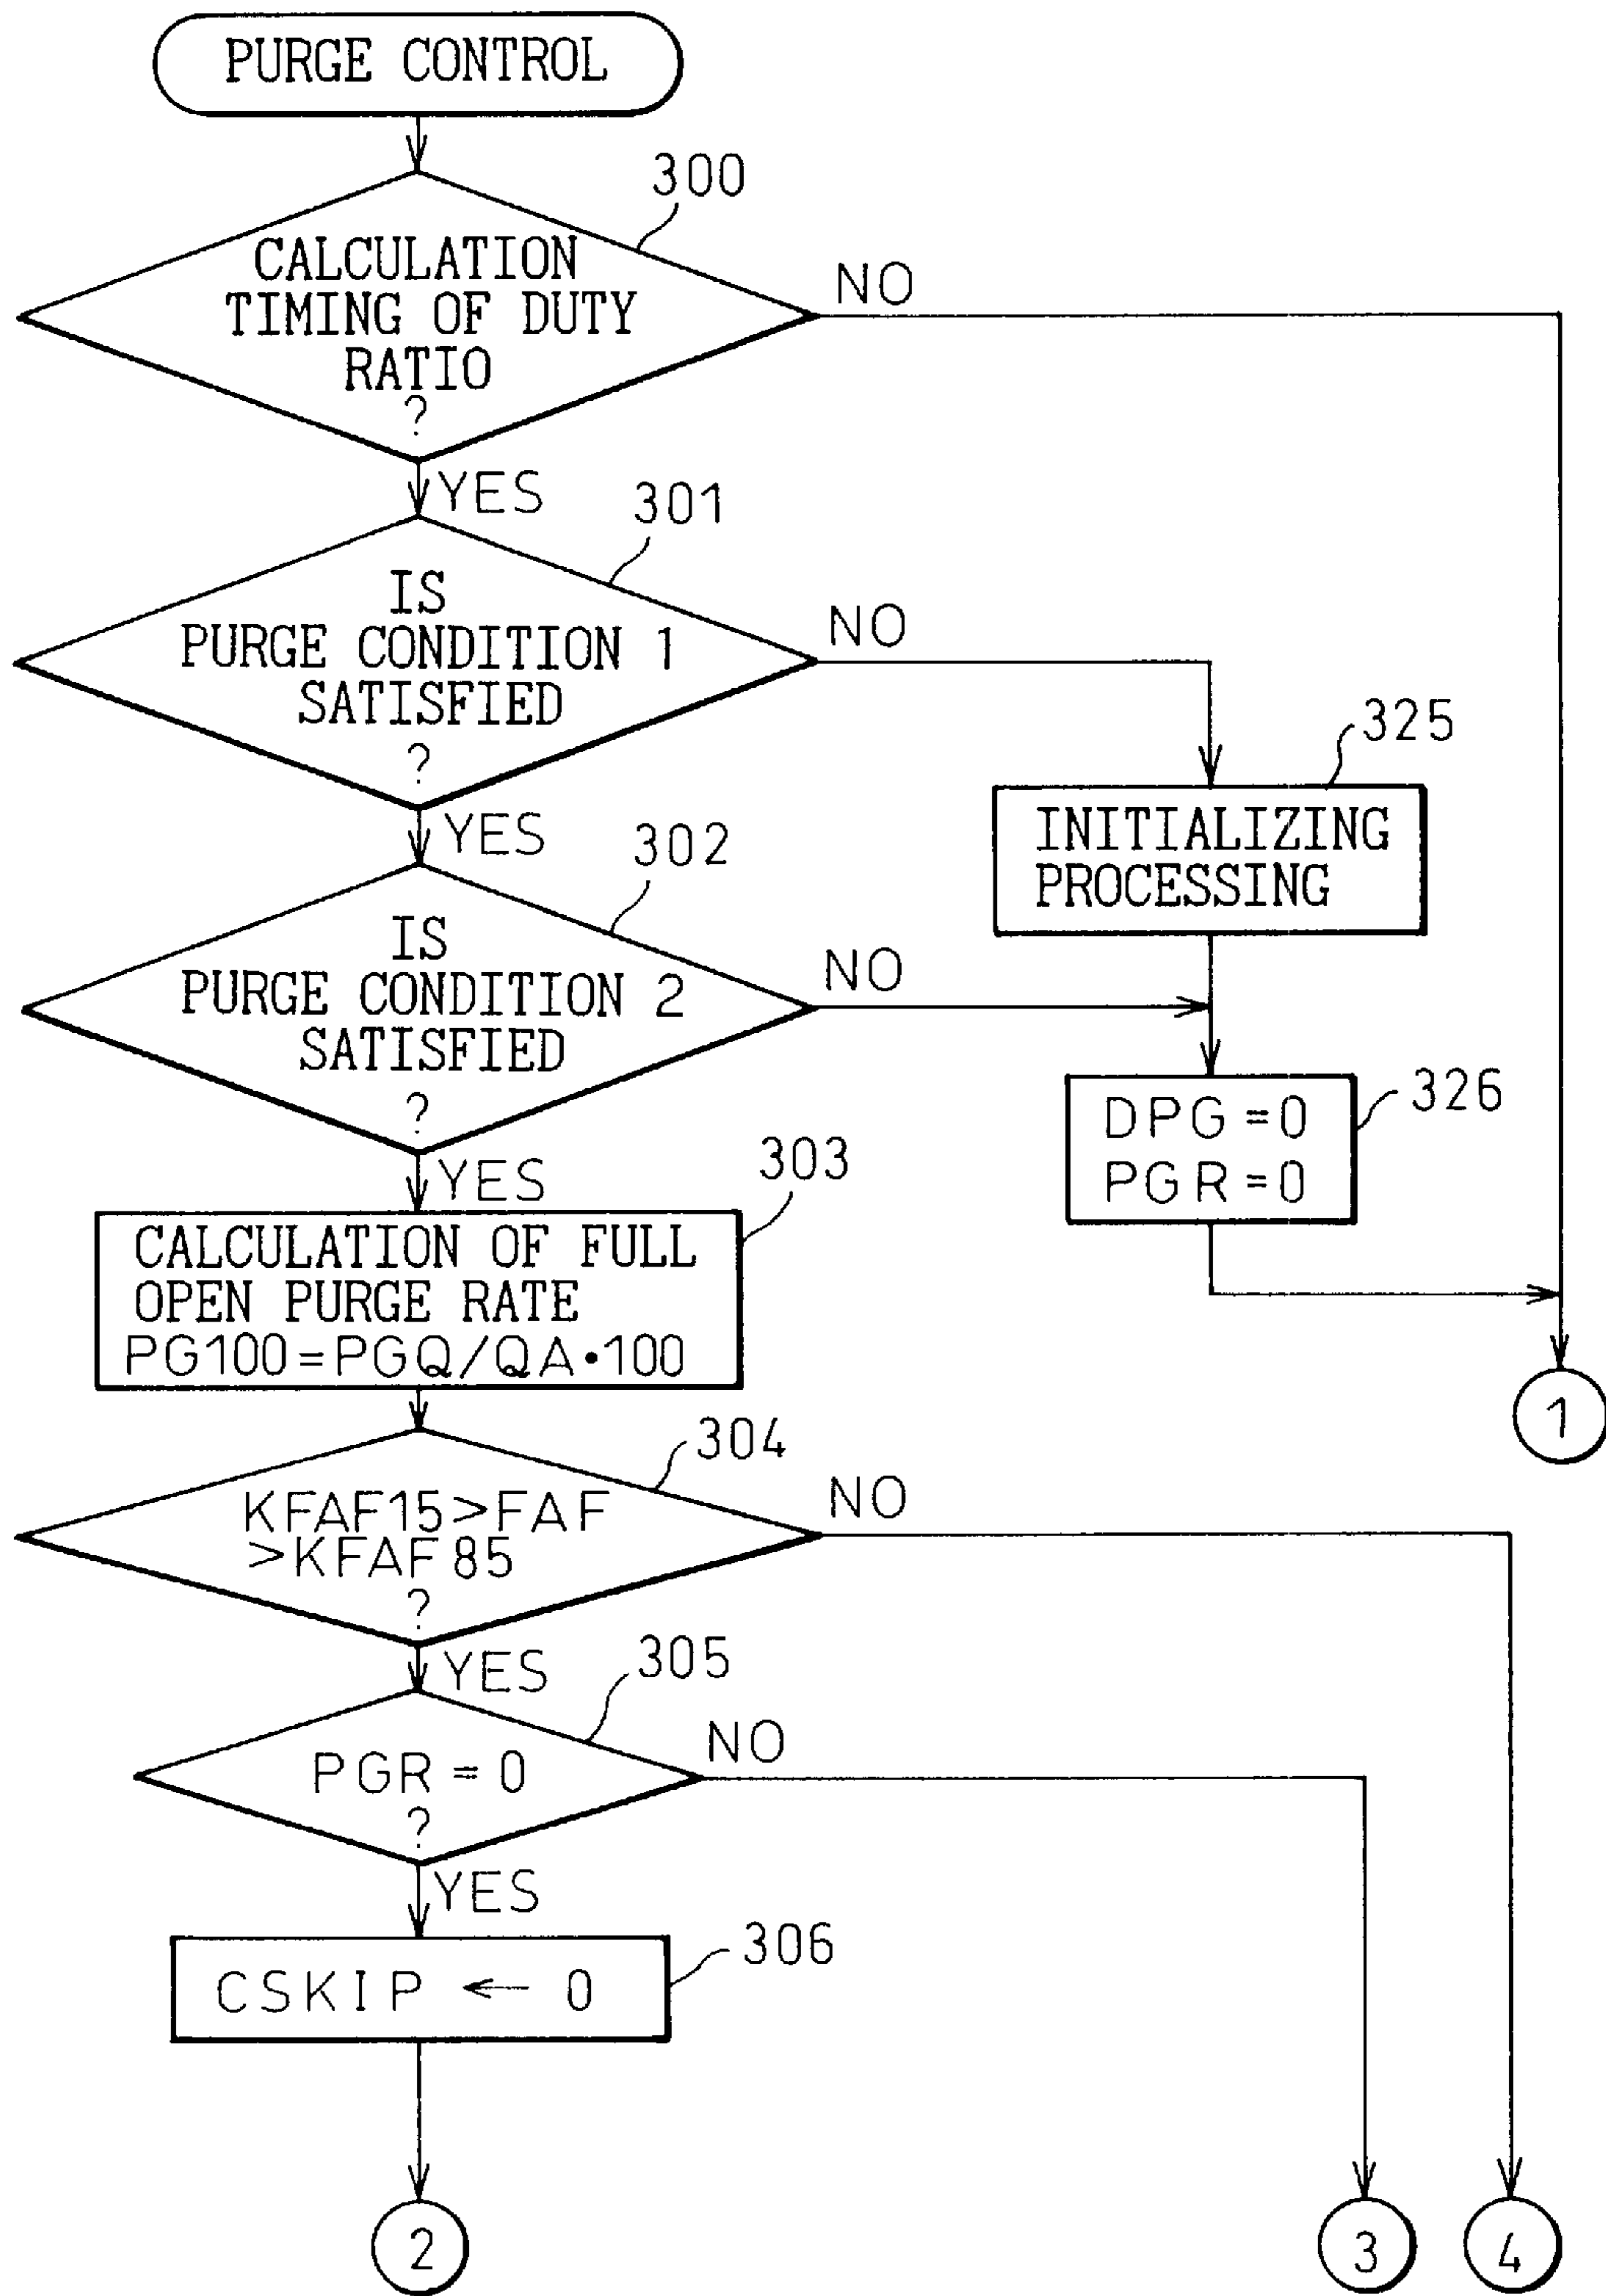 PURGE CONTROL
300
CALCULATION
TIMING OF DUTY
RATIO
?
NO
YES
301
IS
PURGE CONDITION 1
SATISFIED
?
NO
YES
325
INITIALIZING
PROCESSING
302
IS
PURGE CONDITION 2
SATISFIED
?
NO
YES
326
DPG=0
PGR=0
303
CALCULATION OF FULL
OPEN PURGE RATE
PG100=PGQ/QA•100
1
304
KFAF15>FAF
>KFAF85
?
NO
YES
305
PGR=0
?
NO
YES
306
CSKIP ← 0
2
3
4